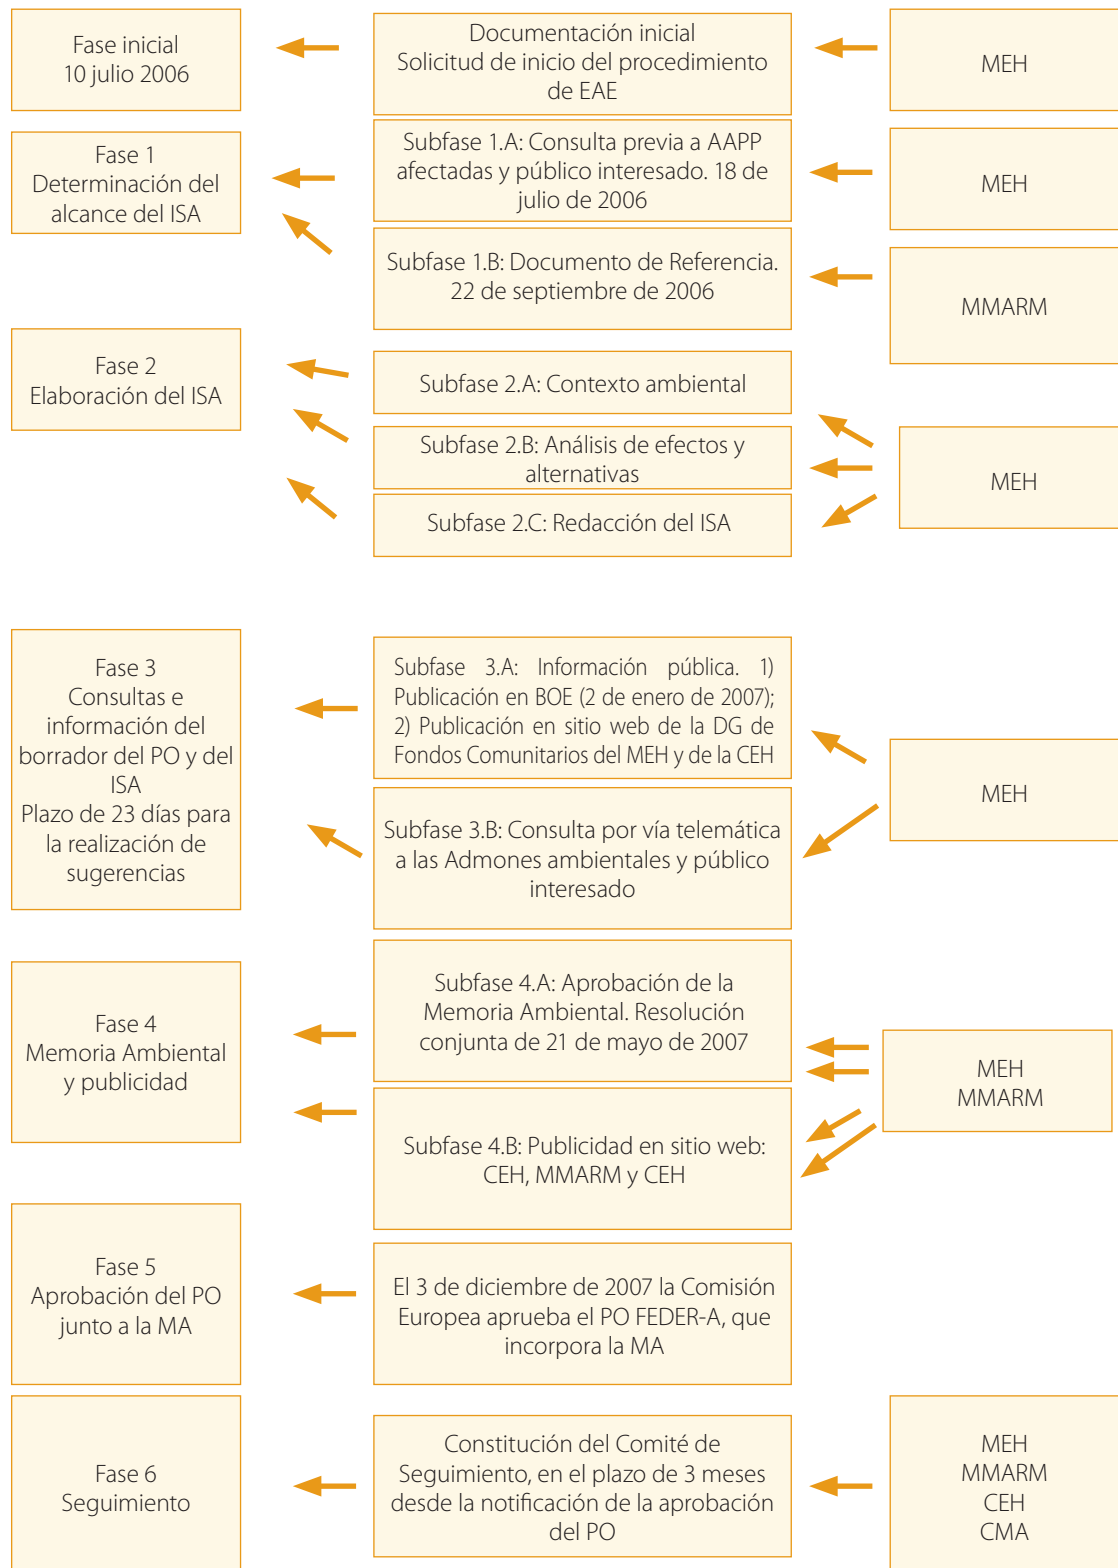 Fase inicial
10 julio 2006
Documentación inicial
Solicitud de inicio del procedimiento
de EAE
MEH
Fase 1
Determinación del
alcance del ISA
Subfase 1.A: Consulta previa a AAPP
afectadas y público interesado. 18 de
julio de 2006
MEH
Subfase 1.B: Documento de Referencia.
22 de septiembre de 2006
MMARM
Fase 2
Elaboración del ISA
Subfase 2.A: Contexto ambiental
Subfase 2.B: Análisis de efectos y
alternativas
Subfase 2.C: Redacción del ISA
MEH
Fase 3
Consultas e
información del
borrador del PO y del
ISA
Plazo de 23 días para
la realización de
sugerencias
Subfase 3.A: Información pública. 1)
Publicación en BOE (2 de enero de 2007);
2) Publicación en sitio web de la DG de
Fondos Comunitarios del MEH y de la CEH
Subfase 3.B: Consulta por vía telemática
a las Admones ambientales y público
interesado
MEH
Fase 4
Memoria Ambiental
y publicidad
Subfase 4.A: Aprobación de la
Memoria Ambiental. Resolución
conjunta de 21 de mayo de 2007
Subfase 4.B: Publicidad en sitio web:
CEH, MMARM y CEH
MEH
MMARM
Fase 5
Aprobación del PO
junto a la MA
El 3 de diciembre de 2007 la Comisión
Europea aprueba el PO FEDER-A, que
incorpora la MA
Fase 6
Seguimiento
Constitución del Comité de
Seguimiento, en el plazo de 3 meses
desde la notificación de la aprobación
del PO
MEH
MMARM
CEH
CMA